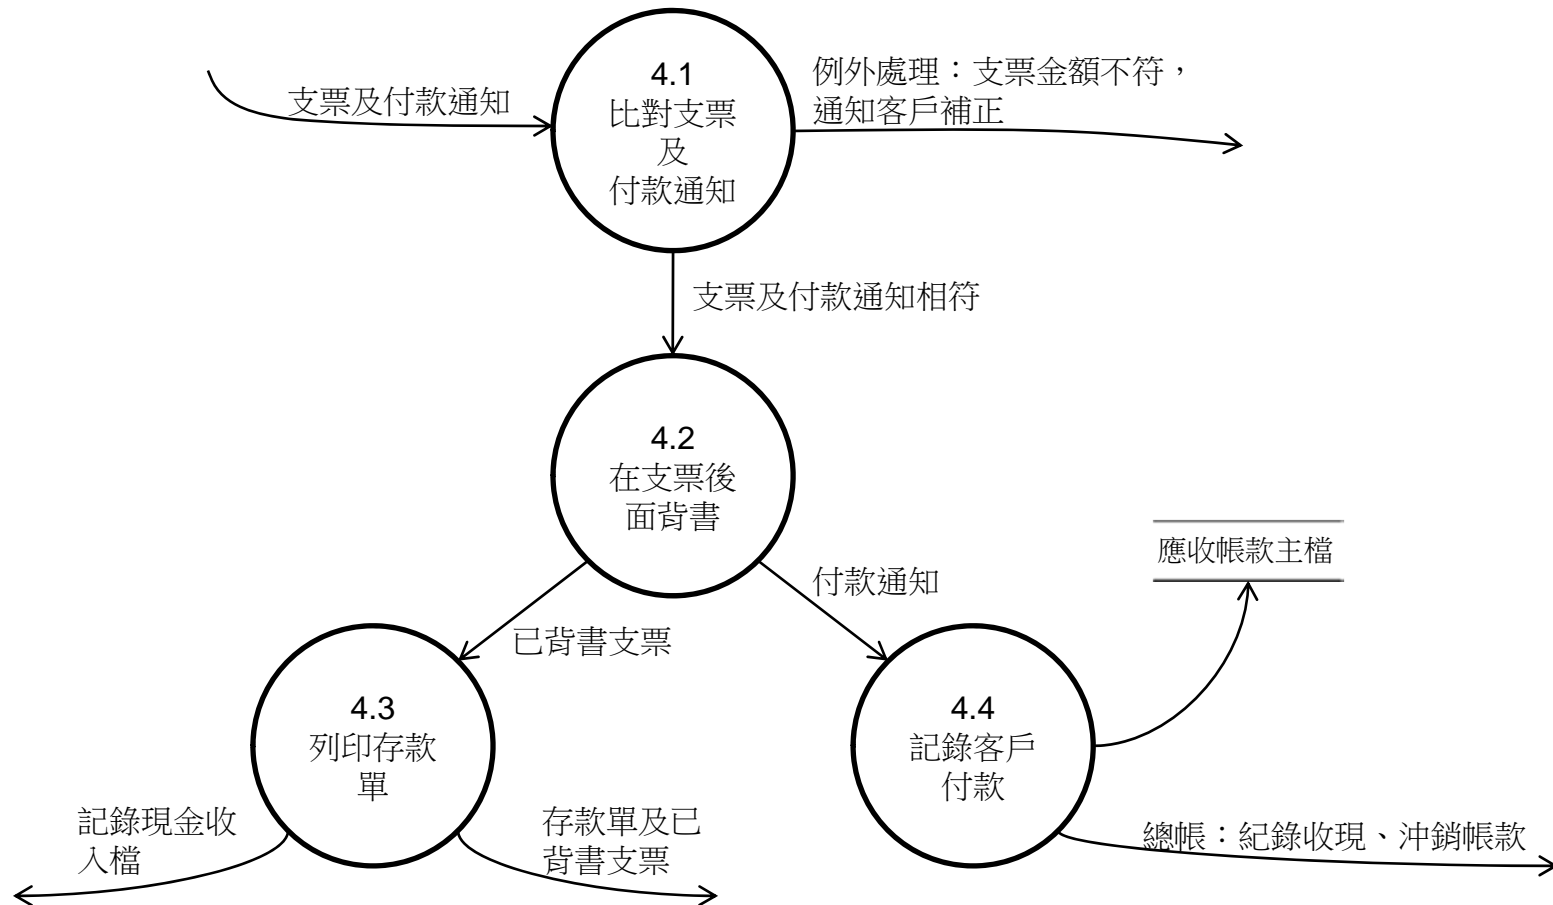 支票及付款通知
4.1
比對支票
及
付款通知
例外處理：支票金額不符，
通知客戶補正
支票及付款通知相符
4.2
在支票後
面背書
已背書支票
付款通知
應收帳款主檔
4.3
列印存款
單
4.4
記錄客戶
付款
記錄現金收
入檔
存款單及已
背書支票
總帳：紀錄收現、沖銷帳款